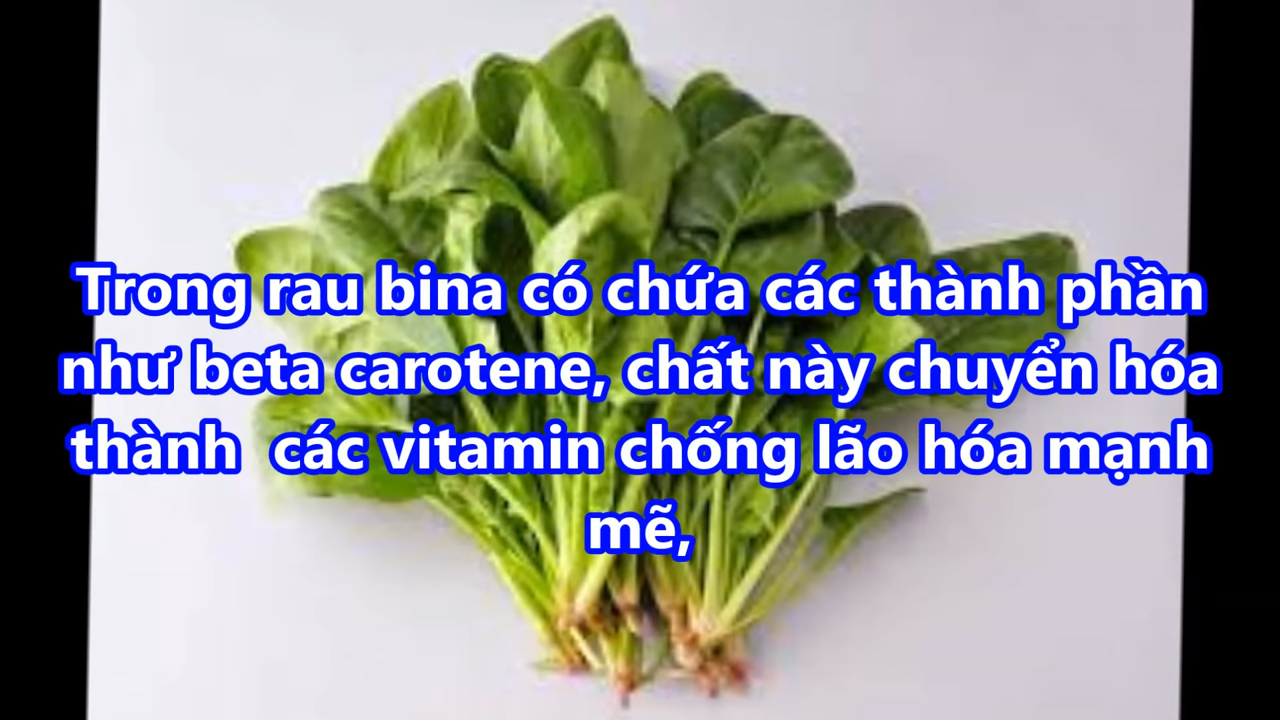 Trong rau bina có chứa các thành phần
như beta carotene, chất này chuyển hóa
thành  các vitamin chống lão hóa mạnh
mẽ,